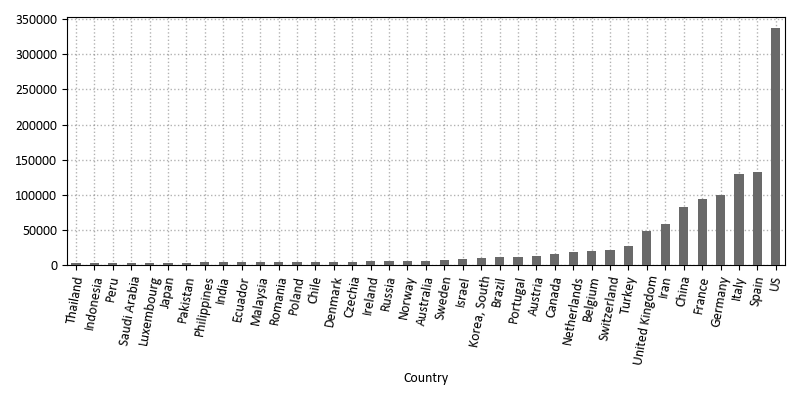 350000
300000
250000
200000
150000
100000
50000
0
Thailand
Indonesia
Peru
Saudi Arabia
Luxembourg
Japan
Pakistan
Philippines
India
Ecuador
Malaysia
Romania
Poland
Chile
Denmark
Czechia
Ireland
Russia
Norway
Australia
Sweden
Israel
Korea, South
Brazil
Portugal
Austria
Canada
Netherlands
Belgium
Switzerland
Turkey
United Kingdom
Iran
China
France
Germany
Italy
Spain
US
Country